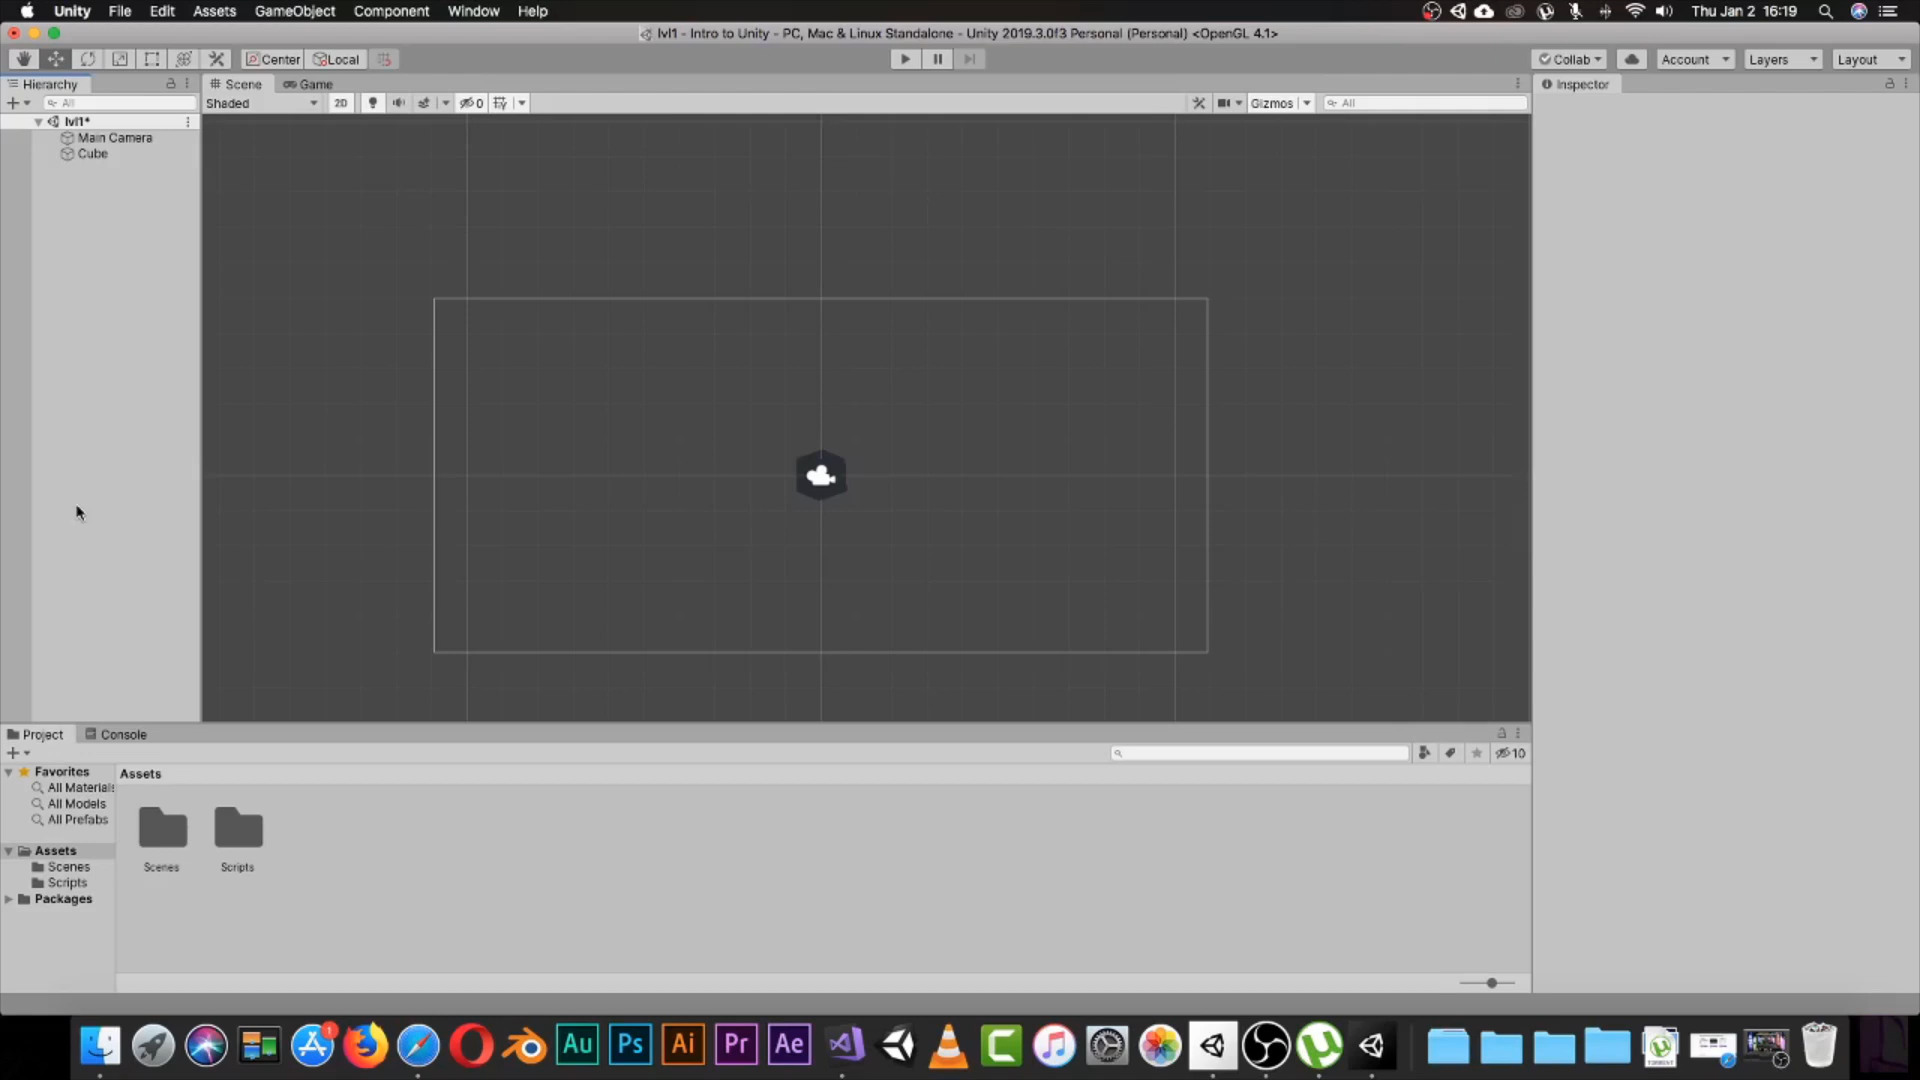 Unity File Edit Assets GameObject Component Window Help Thu Jan 2 16:19
lvl1 - Intro to Unity - PC, Mac & Linux Standalone - Unity 2019.3.0f3 Personal (Personal) <OpenGL 4.1>
Center Local Collab Account Layers Layout
Hierarchy Scene Game Inspector
All Shaded 2D 0 Gizmos All
lvl1*
Main Camera
Cube
Project Console
10
Favorites
All Materials
All Models
All Prefabs
Assets
Scenes
Scripts
Packages
Assets
Scenes Scripts
1 Au Ps Ai Pr Ae